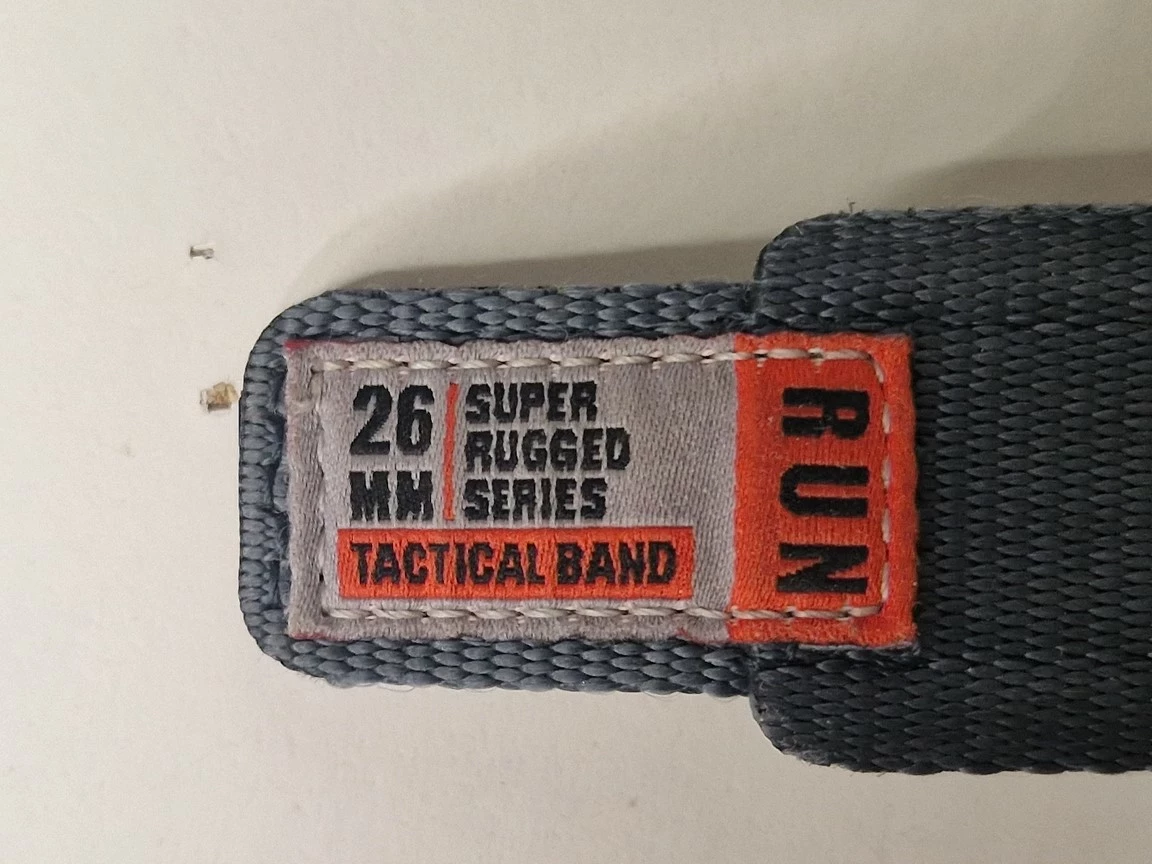 26
MM
SUPER
RUGGED
SERIES
TACTICAL BAND
RUN